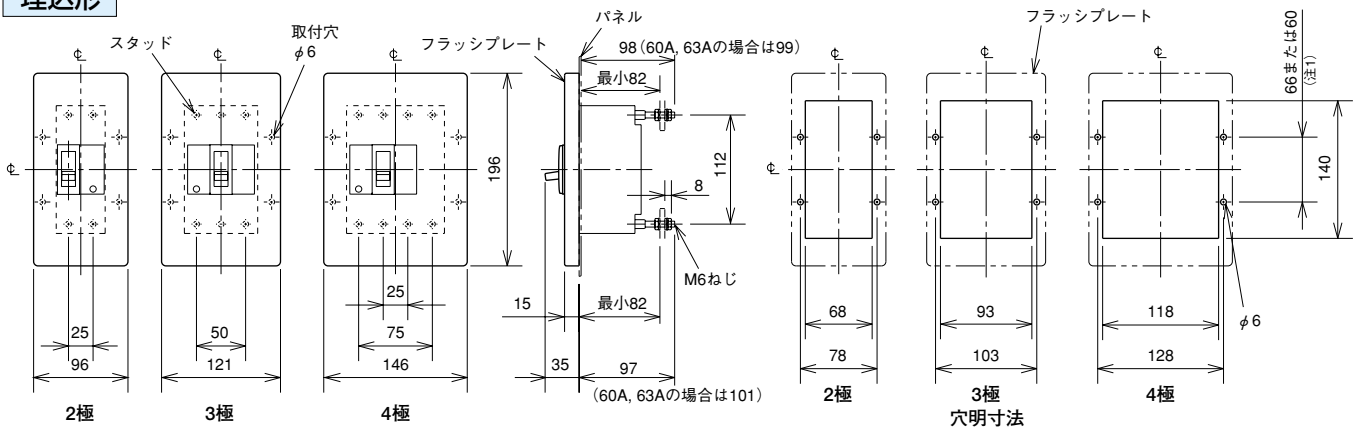 埋込形
スタッド
取付穴
φ6
フラッシプレート
パネル
98(60A, 63Aの場合は99)
最小82
フラッシプレート
66または60
(注1)
℄
℄
℄
℄
℄
℄
℄
196
112
8
140
M6ねじ
25
15
最小82
φ6
25
50
75
68
93
118
96
121
146
35
97
78
103
128
(60A, 63Aの場合は101)
2極
3極
4極
2極
3極
4極
穴明寸法